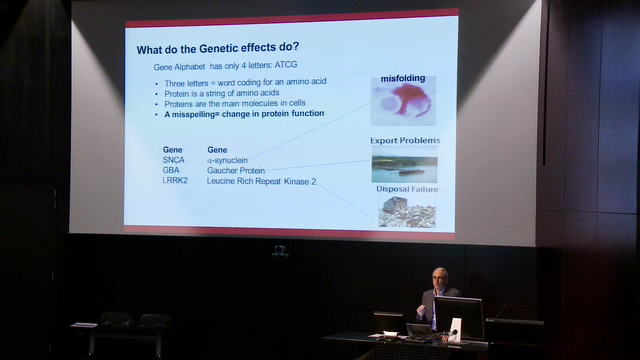 What do the Genetic effects do?
Gene Alphabet has only 4 letters: ATCG
• Three letters = word coding for an amino acid
• Protein is a string of amino acids
• Proteins are the main molecules in cells
• A misspelling= change in protein function
misfolding
Export Problems
Disposal Failure
Gene Gene
SNCA α-synuclein
GBA Gaucher Protein
LRRK2 Leucine Rich Repeat Kinase 2